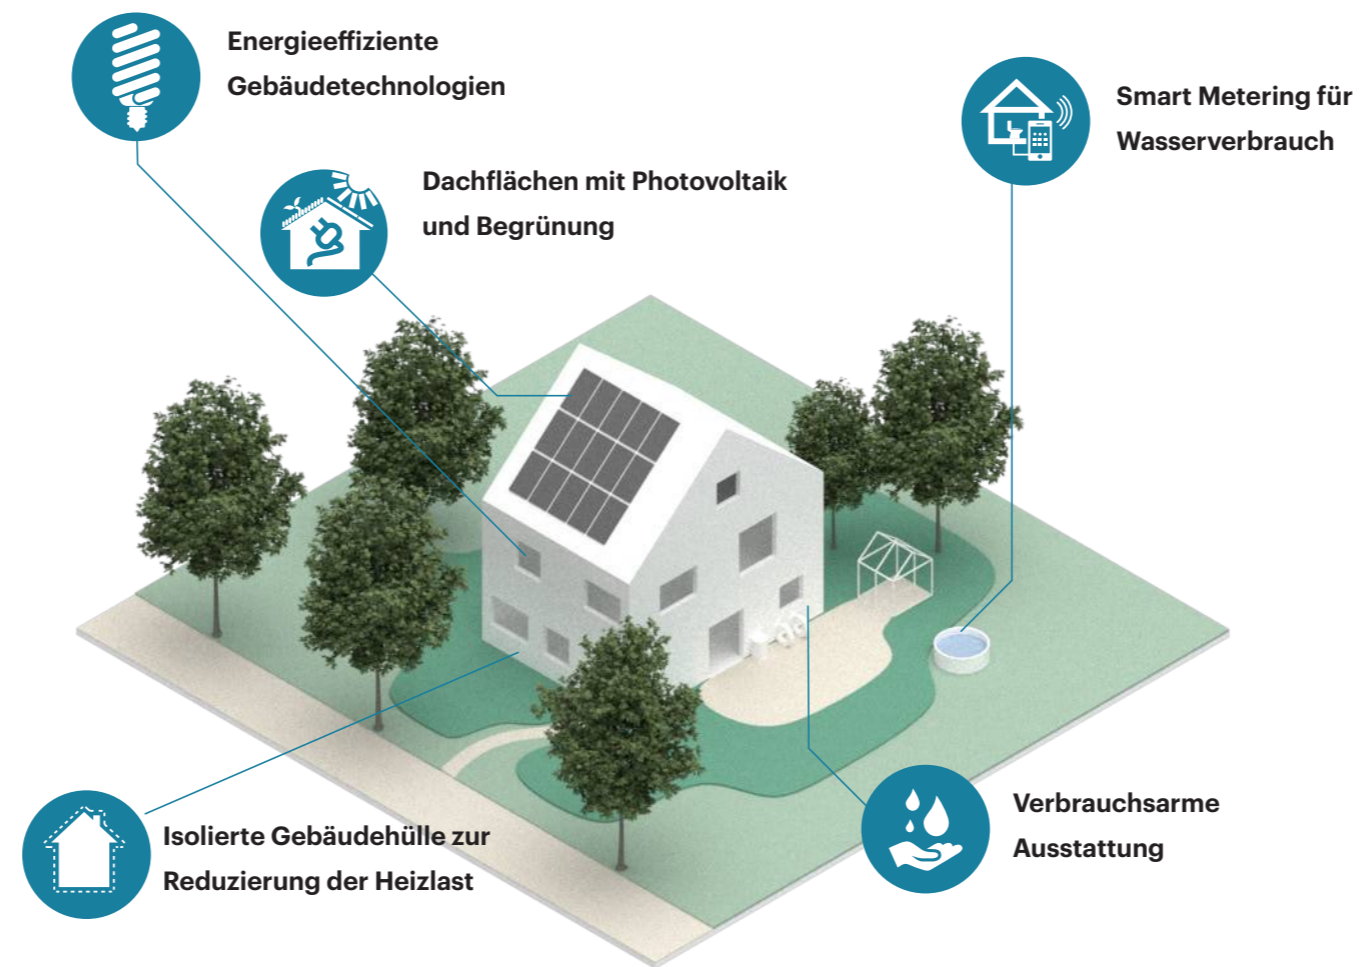 Energieeffiziente
Gebäudetechnologien
Smart Metering für
Wasserverbrauch
Dachflächen mit Photovoltaik
und Begrünung
Isolierte Gebäudehülle zur
Reduzierung der Heizlast
Verbrauchsarme
Ausstattung